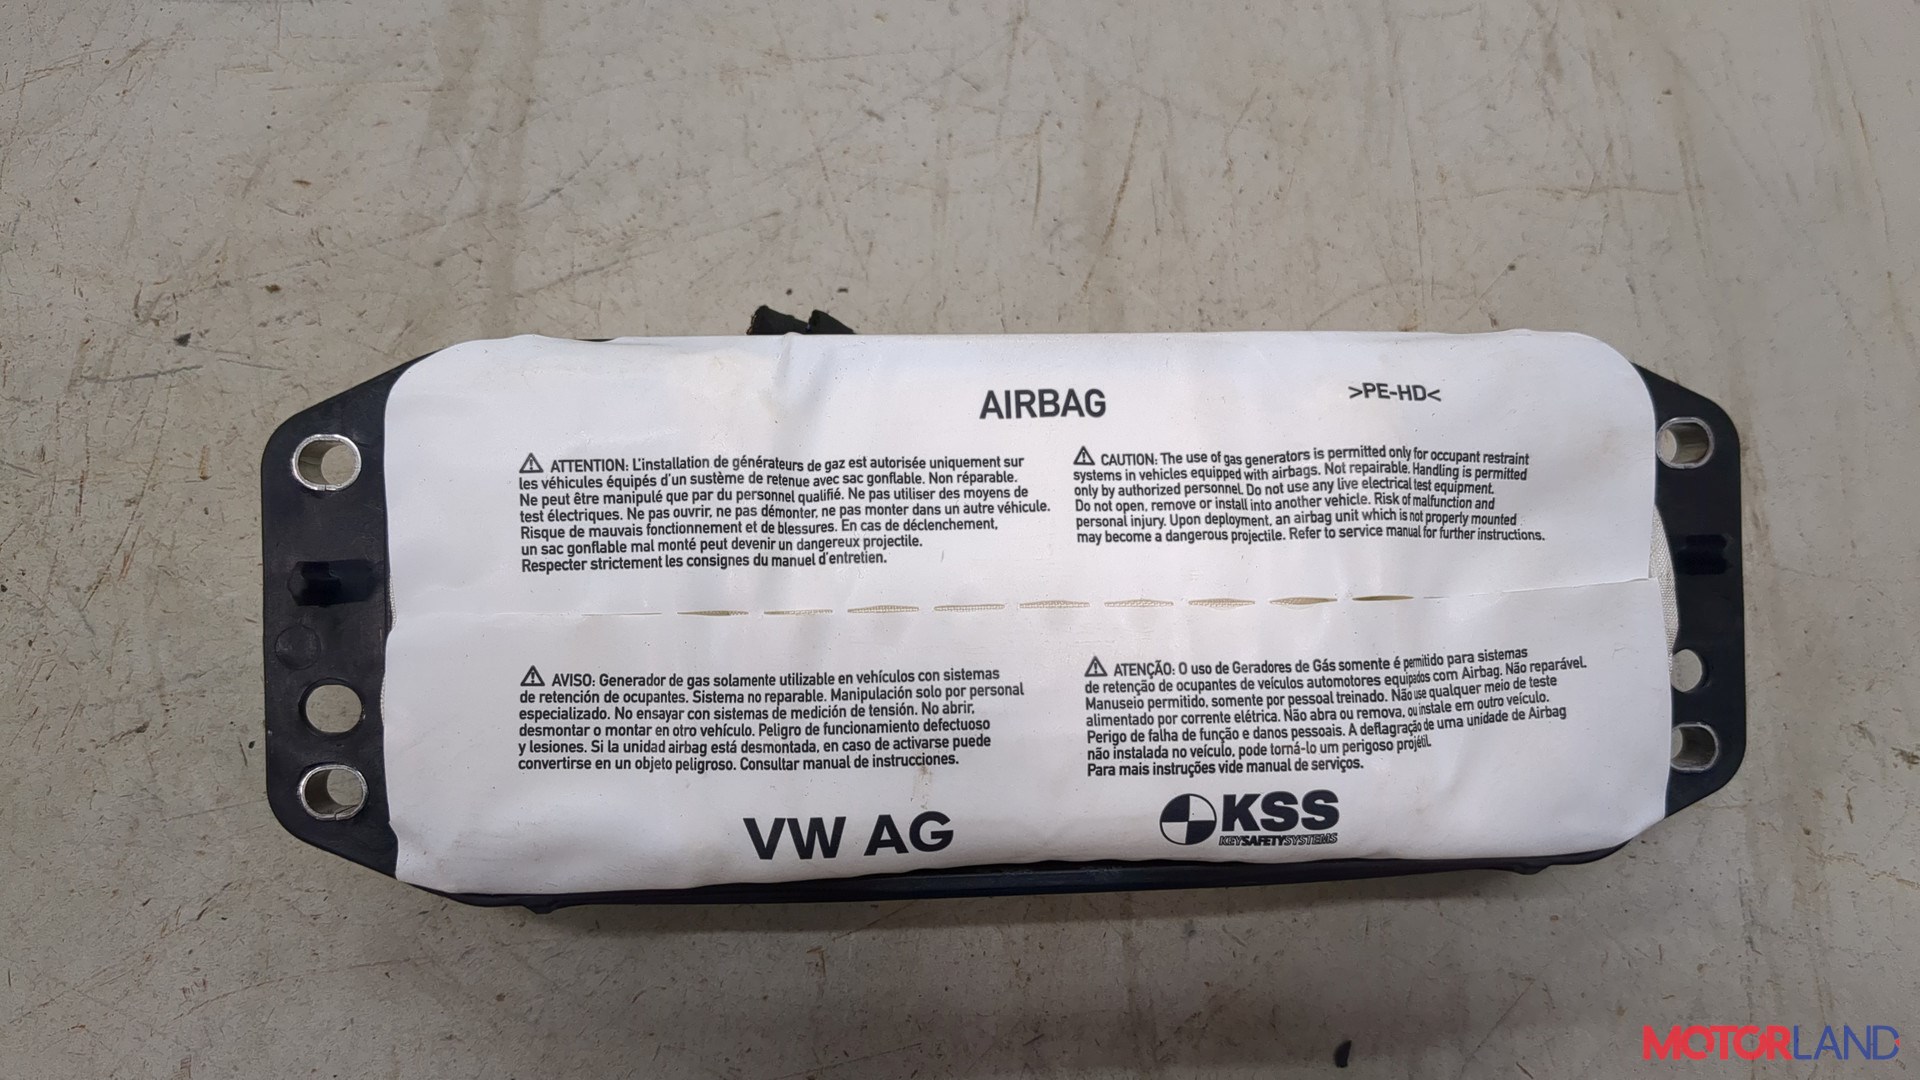 AIRBAG
>PE-HD<
⚠ ATTENTION: L'installation de générateurs de gaz est autorisée uniquement sur
les véhicules équipés d'un sustème de retenue avec sac gonflable. Non réparable.
Ne peut être manipulé que par du personnel qualifié. Ne pas utiliser des moyens de
test électriques. Ne pas ouvrir, ne pas démonter, ne pas monter dans un autre véhicule.
Risque de mauvais fonctionnement et de blessures. En cas de déclenchement,
un sac gonflable mal monté peut devenir un dangereux projectile.
Respecter strictement les consignes du manuel d'entretien.
⚠ CAUTION: The use of gas generators is permitted only for occupant restraint
systems in vehicles equipped with airbags. Not repairable. Handling is permitted
only by authorized personnel. Do not use any live electrical test equipment.
Do not open, remove or install into another vehicle. Risk of malfunction and
personal injury. Upon deployment, an airbag unit which is not properly mounted
may become a dangerous projectile. Refer to service manual for further instructions.
⚠ AVISO: Generador de gas solamente utilizable en vehículos con sistemas
de retención de ocupantes. Sistema no reparable. Manipulación solo por personal
especializado. No ensayar con sistemas de medición de tensión. No abrir,
desmontar o montar en otro vehículo. Peligro de funcionamiento defectuoso
y lesiones. Si la unidad airbag está desmontada, en caso de activarse puede
convertirse en un objeto peligroso. Consultar manual de instrucciones.
⚠ ATENÇÃO: O uso de Geradores de Gás somente é permitido para sistemas
de retenção de ocupantes de veículos automotores equipados com Airbag. Não reparável.
Manuseio permitido, somente por pessoal treinado. Não use qualquer meio de teste
alimentado por corrente elétrica. Não abra ou remova, ou instale em outro veículo.
Perigo de falha de função e danos pessoais. A deflagração de uma unidade de Airbag
não instalada no veículo, pode torná-lo um perigoso projétil.
Para mais instruções vide manual de serviços.
VW AG
KSS
KEYSAFETYSYSTEMS
MOTORLAND